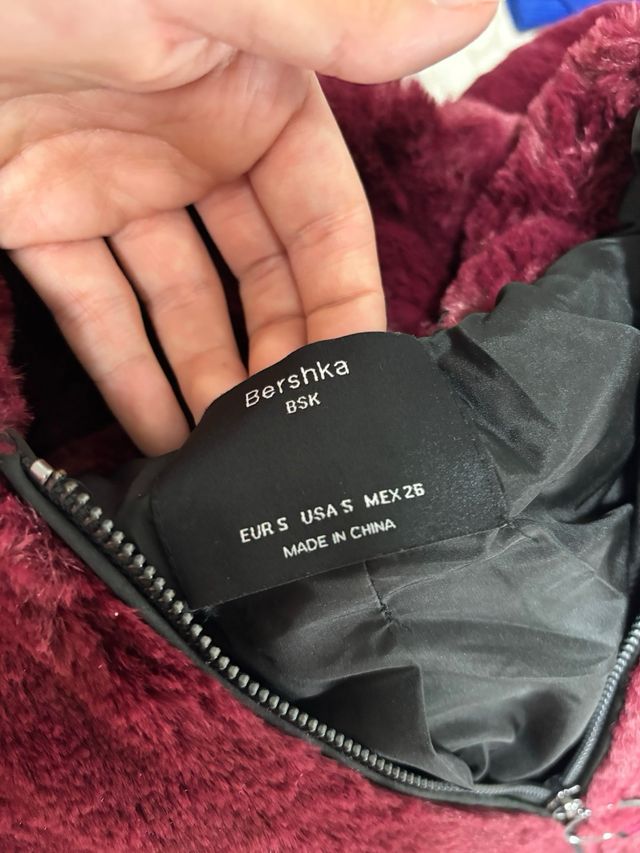 Bershka
BSK
EUR S USA S MEX 26
MADE IN CHINA